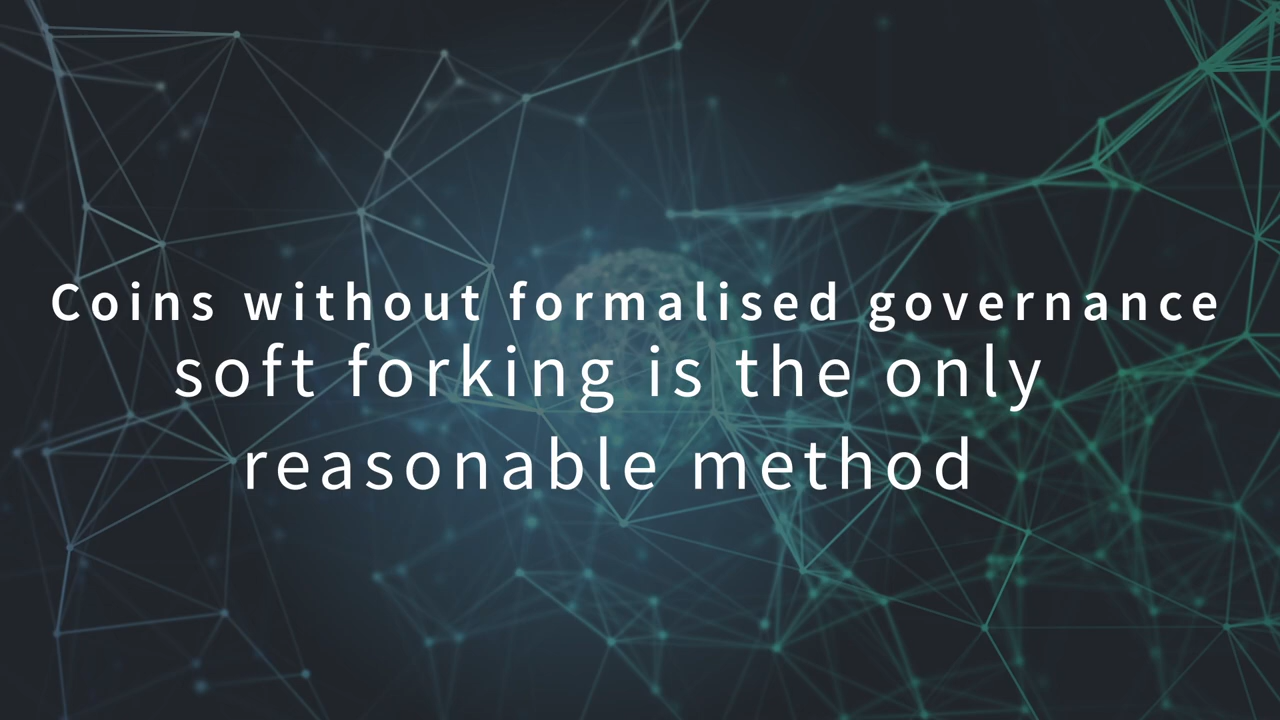 Coins without formalised governance
soft forking is the only
reasonable method